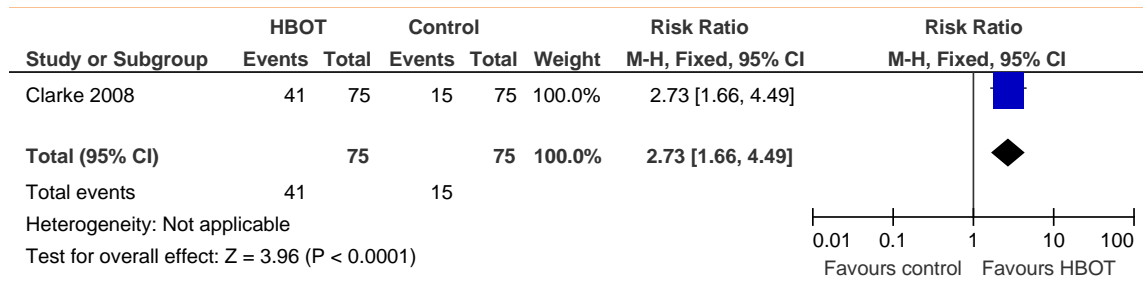 HBOT Control Risk Ratio Risk Ratio
Study or Subgroup Events Total Events Total Weight M-H, Fixed, 95% CI M-H, Fixed, 95% CI
Clarke 2008 41 75 15 75 100.0% 2.73 [1.66, 4.49]
Total (95% CI) 75 75 100.0% 2.73 [1.66, 4.49]
Total events 41 15
Heterogeneity: Not applicable
Test for overall effect: Z = 3.96 (P < 0.0001)
0.01 0.1 1 10 100
Favours control Favours HBOT